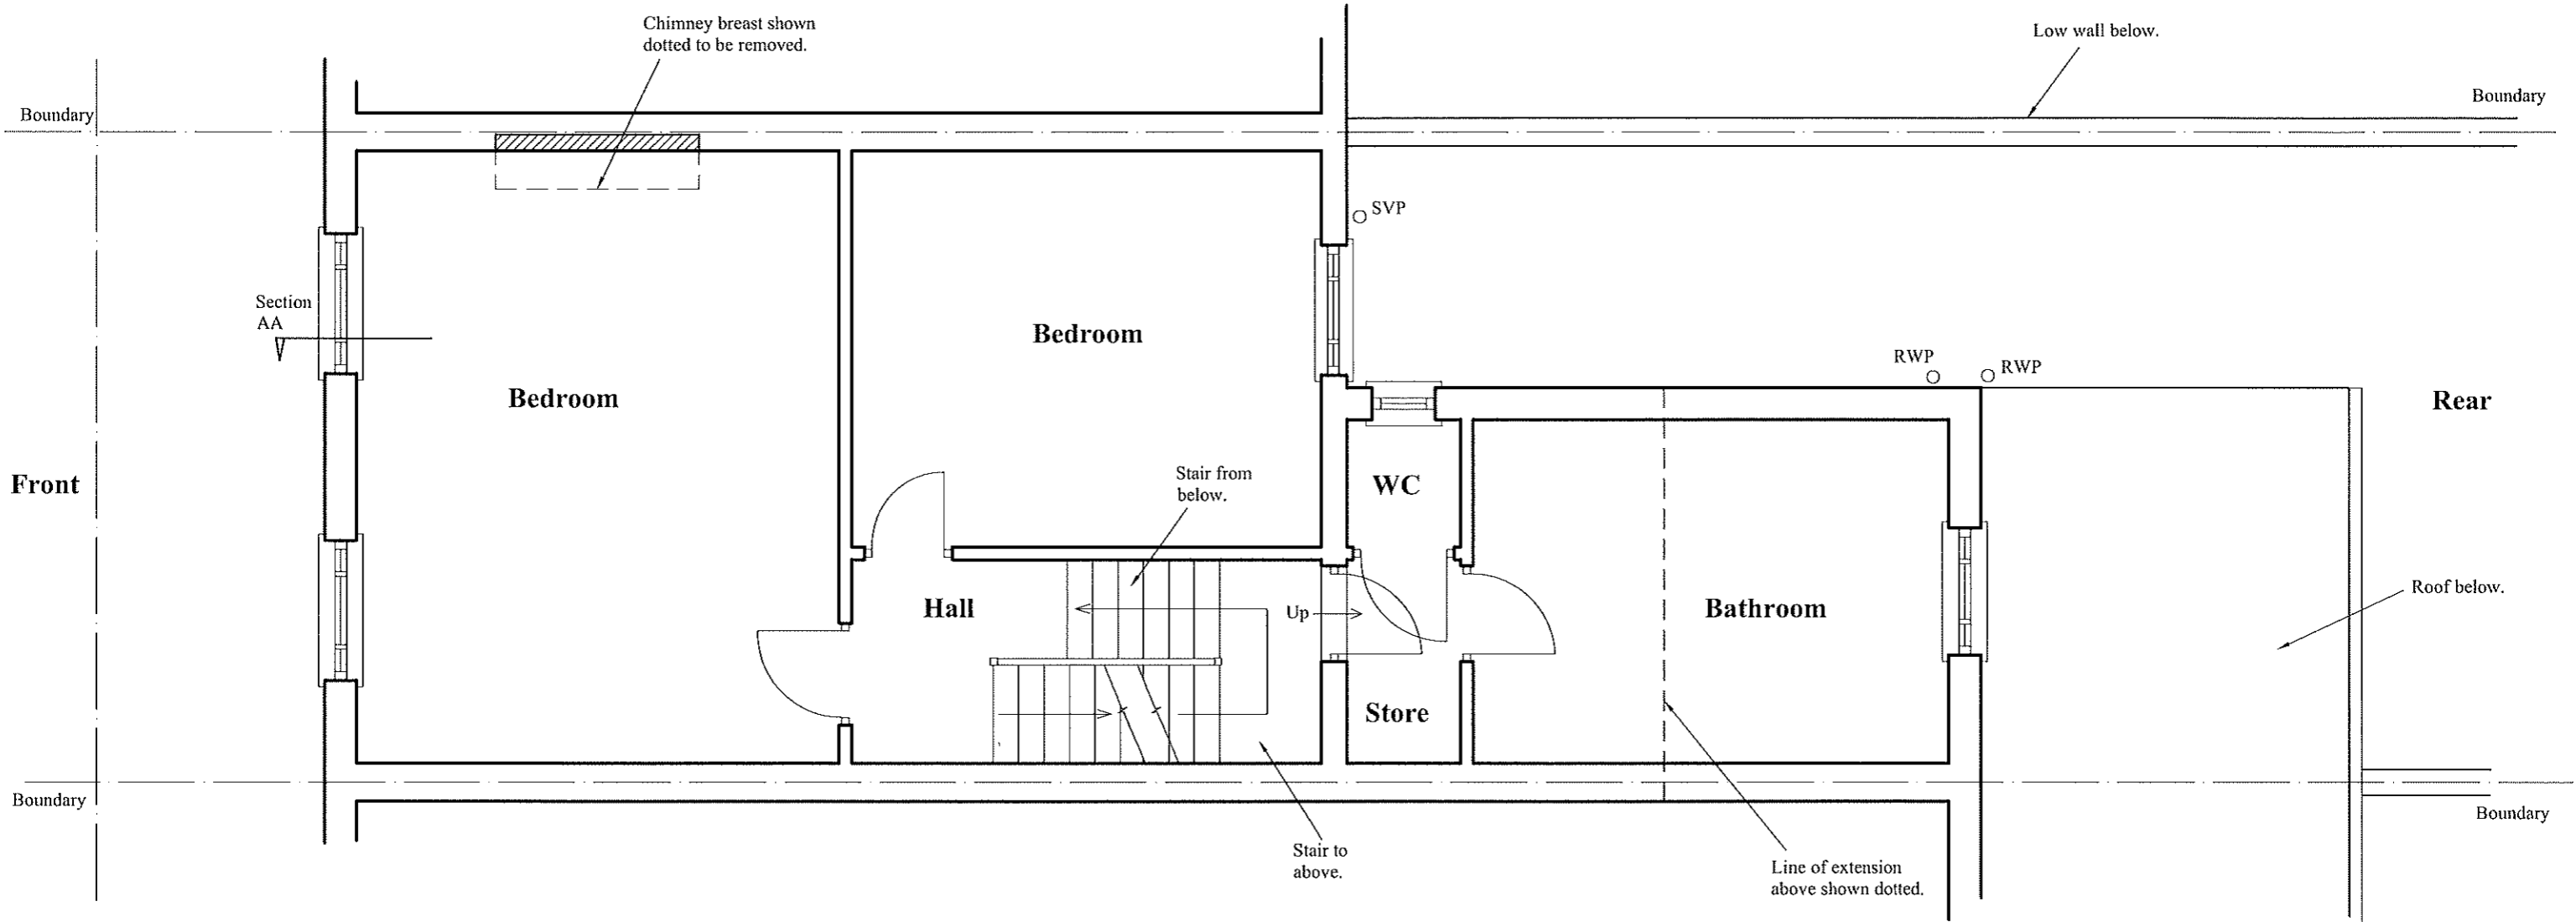 Chimney breast shown
dotted to be removed.
Low wall below.
Boundary
Boundary
SVP
Section
AA
Bedroom
Bedroom
RWP
RWP
Rear
Front
Stair from
below.
WC
Hall
Up
Bathroom
Roof below.
Store
Boundary
Boundary
Stair to
above.
Line of extension
above shown dotted.